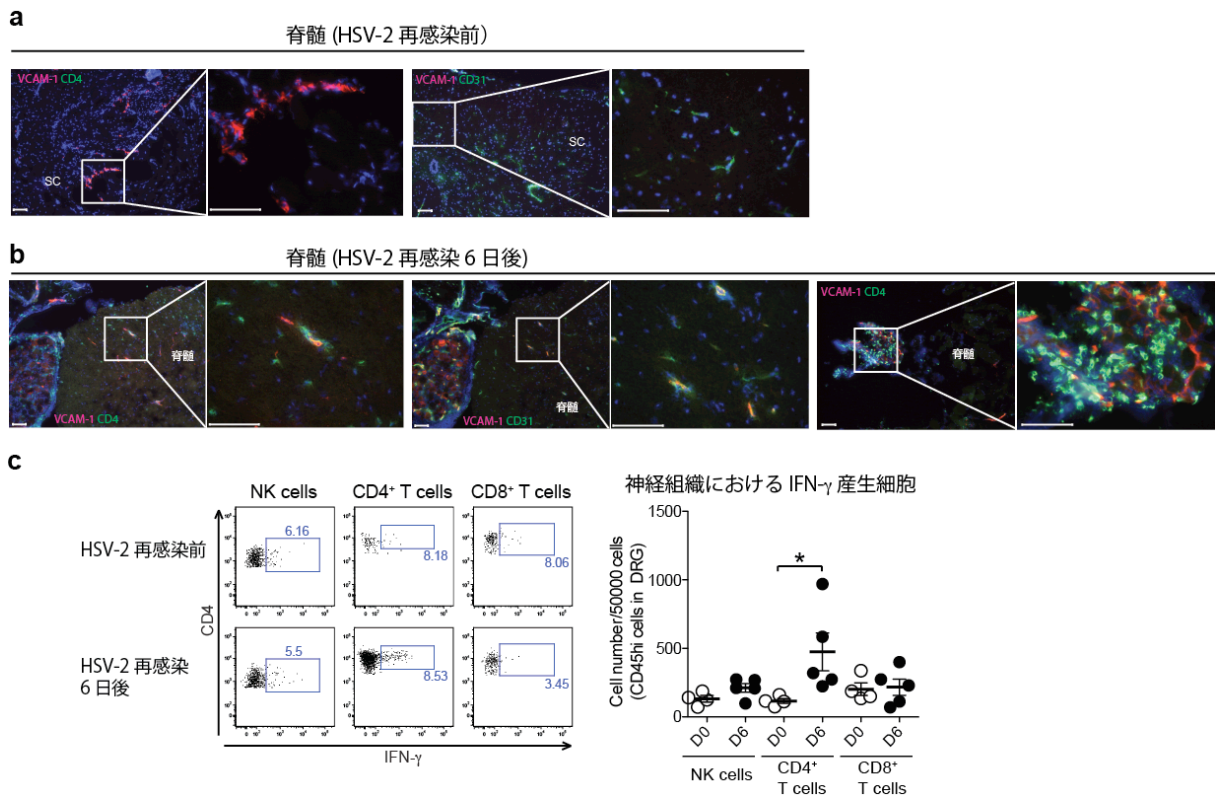 a
脊髄 (HSV-2 再感染前）
VCAM-1 CD4
SC
VCAM-1 CD31
SC
b
脊髄 (HSV-2 再感染 6 日後)
脊髄
VCAM-1 CD4
脊髄
VCAM-1 CD31
VCAM-1 CD4
脊髄
c
NK cells
CD4⁺ T cells
CD8⁺ T cells
HSV-2 再感染前
6.16
8.18
8.06
HSV-2 再感染
6 日後
5.5
8.53
3.45
CD4
IFN-γ
神経組織における IFN-γ 産生細胞
Cell number/50000 cells
(CD45hi cells in DRG)
1500
1000
500
0
*
D0
D6
D0
D6
D0
D6
NK cells
CD4⁺
T cells
CD8⁺
T cells